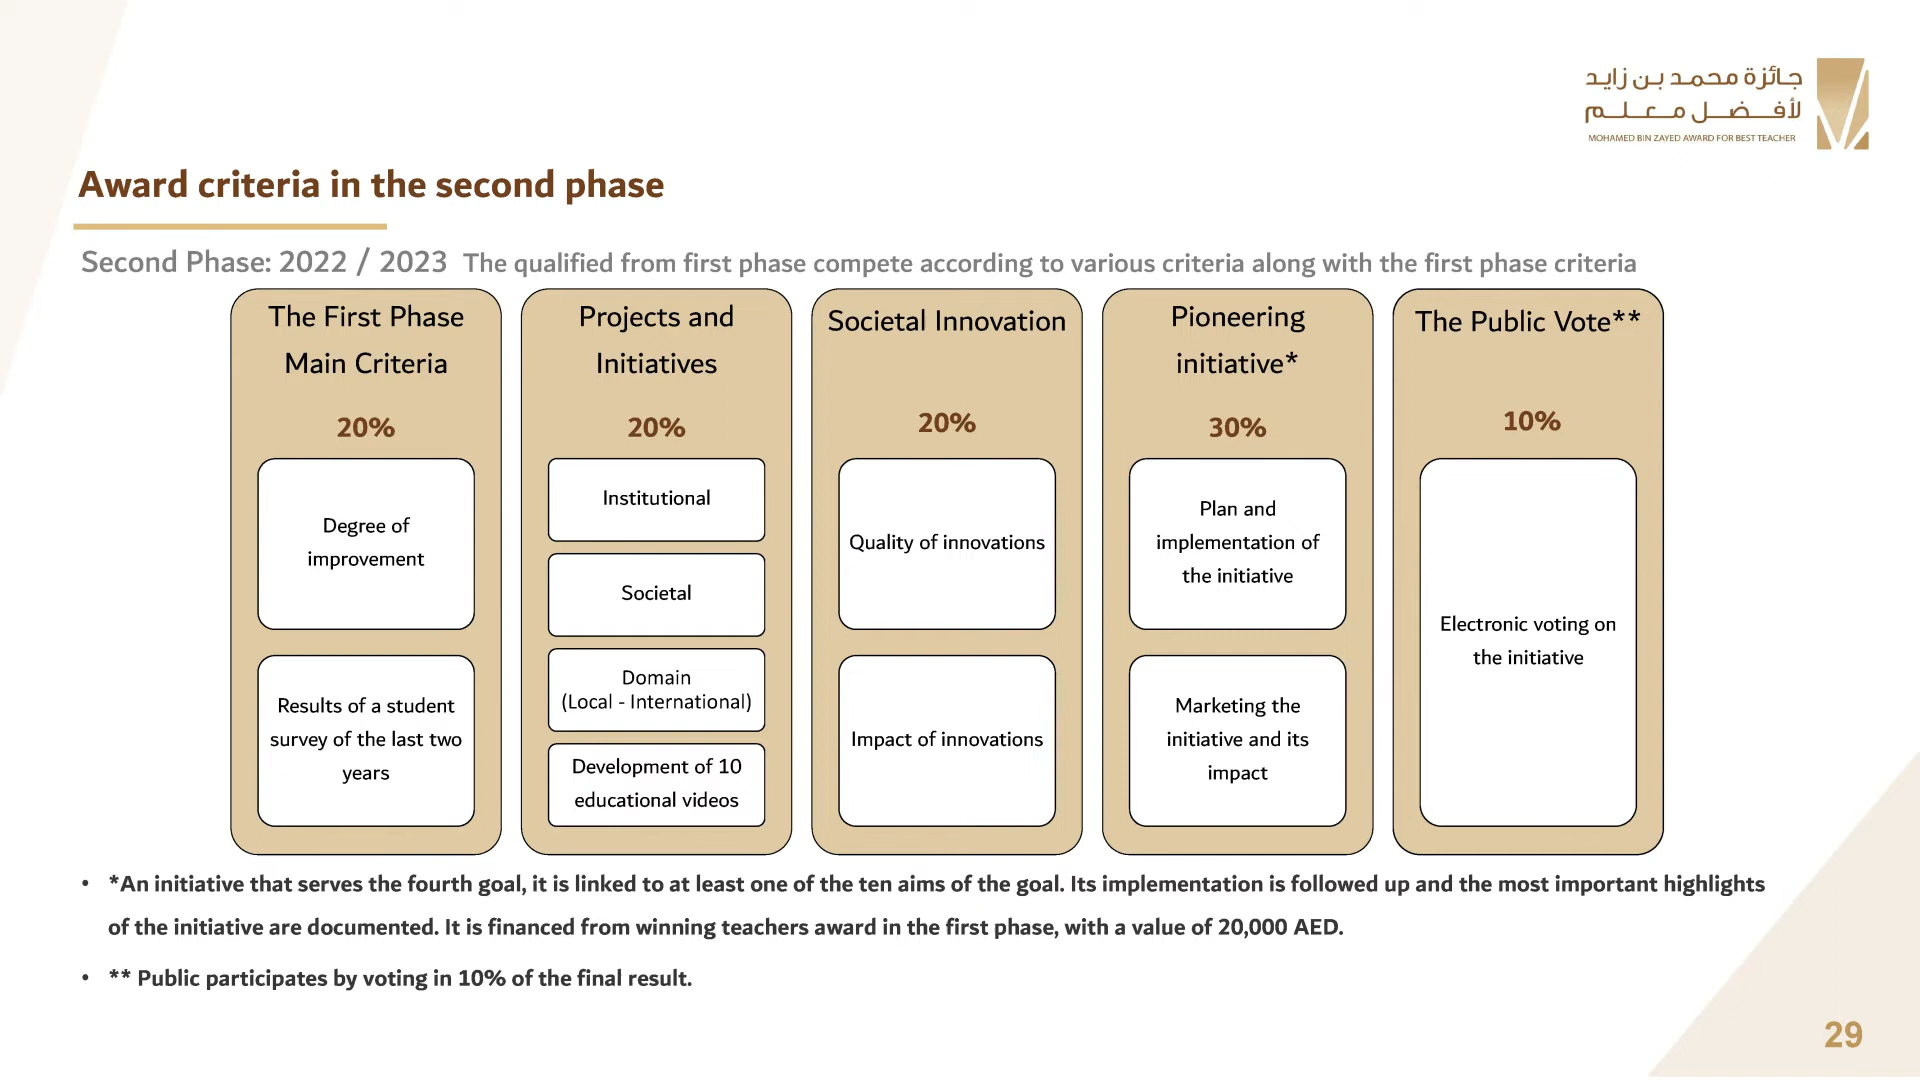 جائزة محمد بن زايد
لأفضل معلم
MOHAMED BIN ZAYED AWARD FOR BEST TEACHER
Award criteria in the second phase
Second Phase: 2022 / 2023 The qualified from first phase compete according to various criteria along with the first phase criteria
The First Phase
Main Criteria
20%
Degree of
improvement
Results of a student
survey of the last two
years
Projects and
Initiatives
20%
Institutional
Societal
Domain
(Local - International)
Development of 10
educational videos
Societal Innovation
20%
Quality of innovations
Impact of innovations
Pioneering
initiative*
30%
Plan and
implementation of
the initiative
Marketing the
initiative and its
impact
The Public Vote**
10%
Electronic voting on
the initiative
• *An initiative that serves the fourth goal, it is linked to at least one of the ten aims of the goal. Its implementation is followed up and the most important highlights
of the initiative are documented. It is financed from winning teachers award in the first phase, with a value of 20,000 AED.
• ** Public participates by voting in 10% of the final result.
29